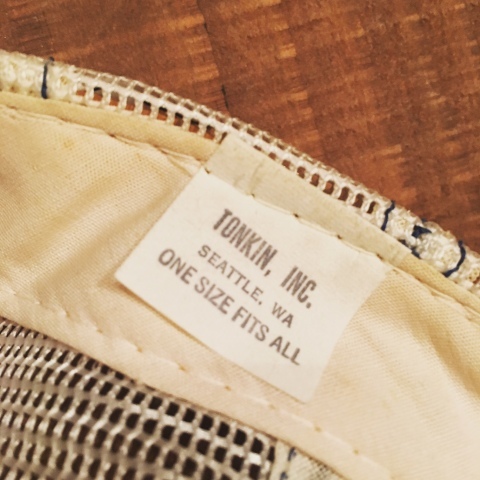 TONKIN, INC.
SEATTLE, WA
ONE SIZE FITS ALL